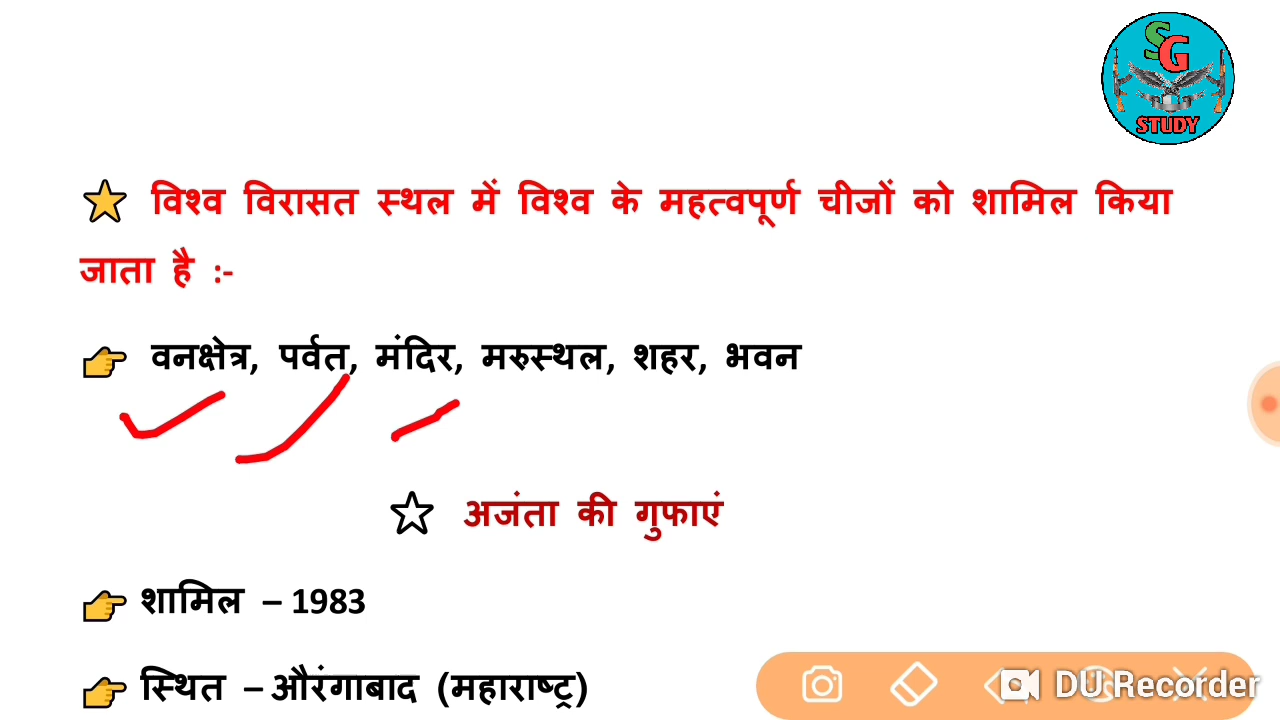 SG
STUDY
विश्व विरासत स्थल में विश्व के महत्वपूर्ण चीजों को शामिल किया
जाता है :-
वनक्षेत्र, पर्वत, मंदिर, मरुस्थल, शहर, भवन
अजंता की गुफाएं
शामिल – 1983
स्थित – औरंगाबाद (महाराष्ट्र)
DU Recorder